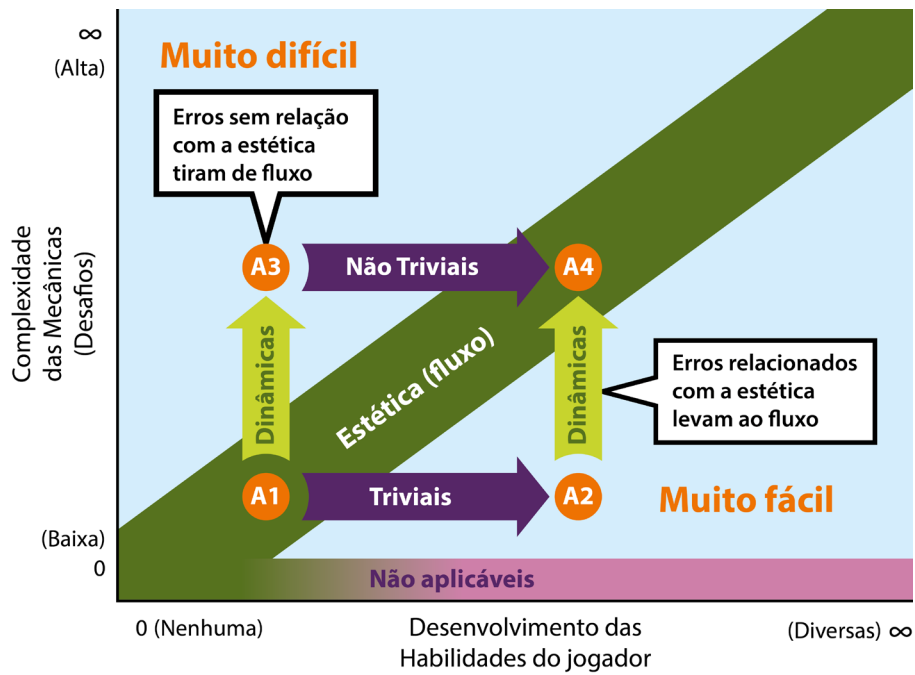 ∞
(Alta)
Muito difícil
Erros sem relação
com a estética
tiram de fluxo
Complexidade
das Mecânicas
(Desafios)
A3
Não Triviais
A4
Dinâmicas
Estética (fluxo)
Dinâmicas
Erros relacionados
com a estética
levam ao fluxo
A1
Triviais
A2
Muito fácil
(Baixa)
0
Não aplicáveis
0 (Nenhuma)
Desenvolvimento das
Habilidades do jogador
(Diversas) ∞